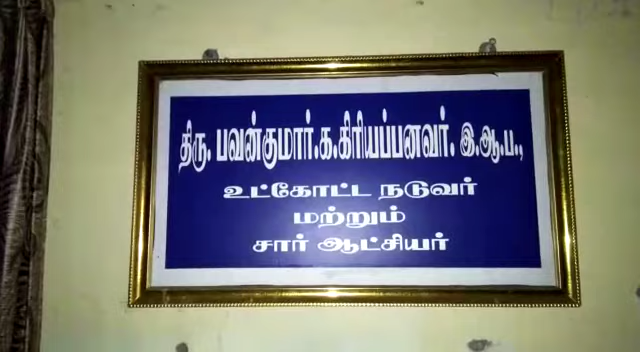 திரு. பவன்குமார்.க.கிரியப்பனவர். இ.ஆ.ப.,
உட்கோட்ட நடுவர்
மற்றும்
சார் ஆட்சியர்